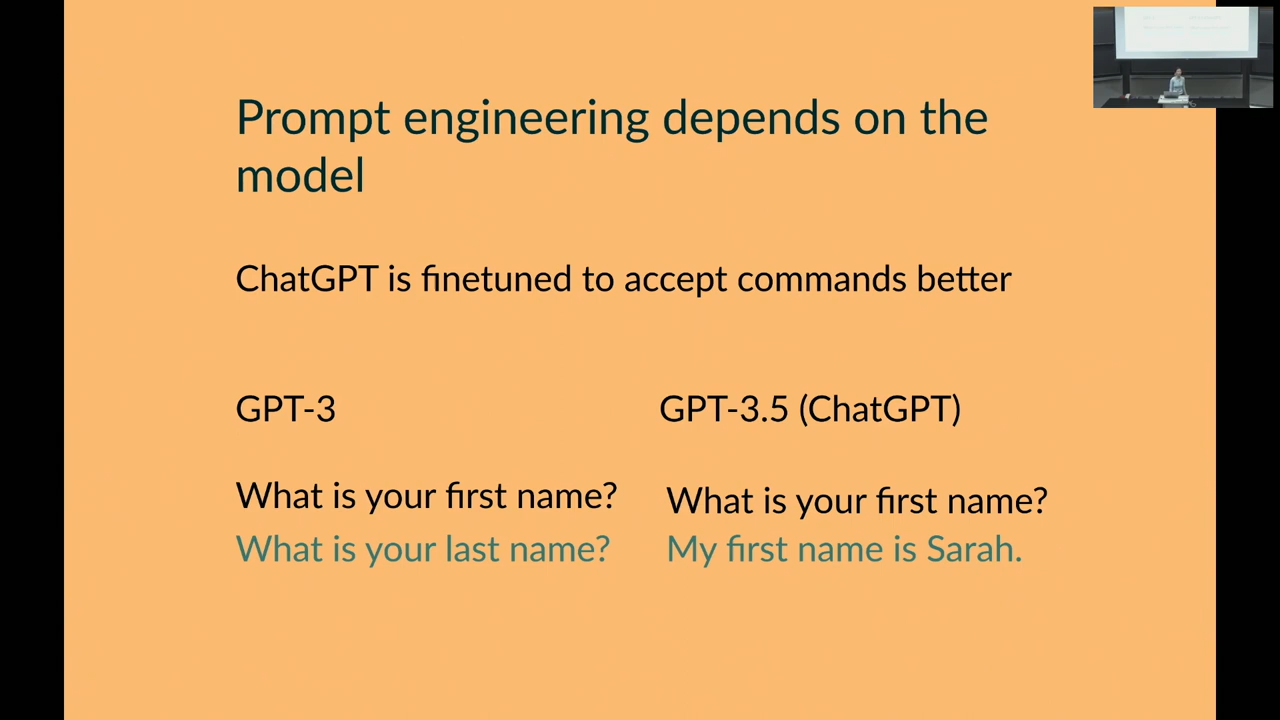 Prompt engineering depends on the
model
ChatGPT is finetuned to accept commands better
GPT-3
What is your first name?
What is your last name?
GPT-3.5 (ChatGPT)
What is your first name?
My first name is Sarah.